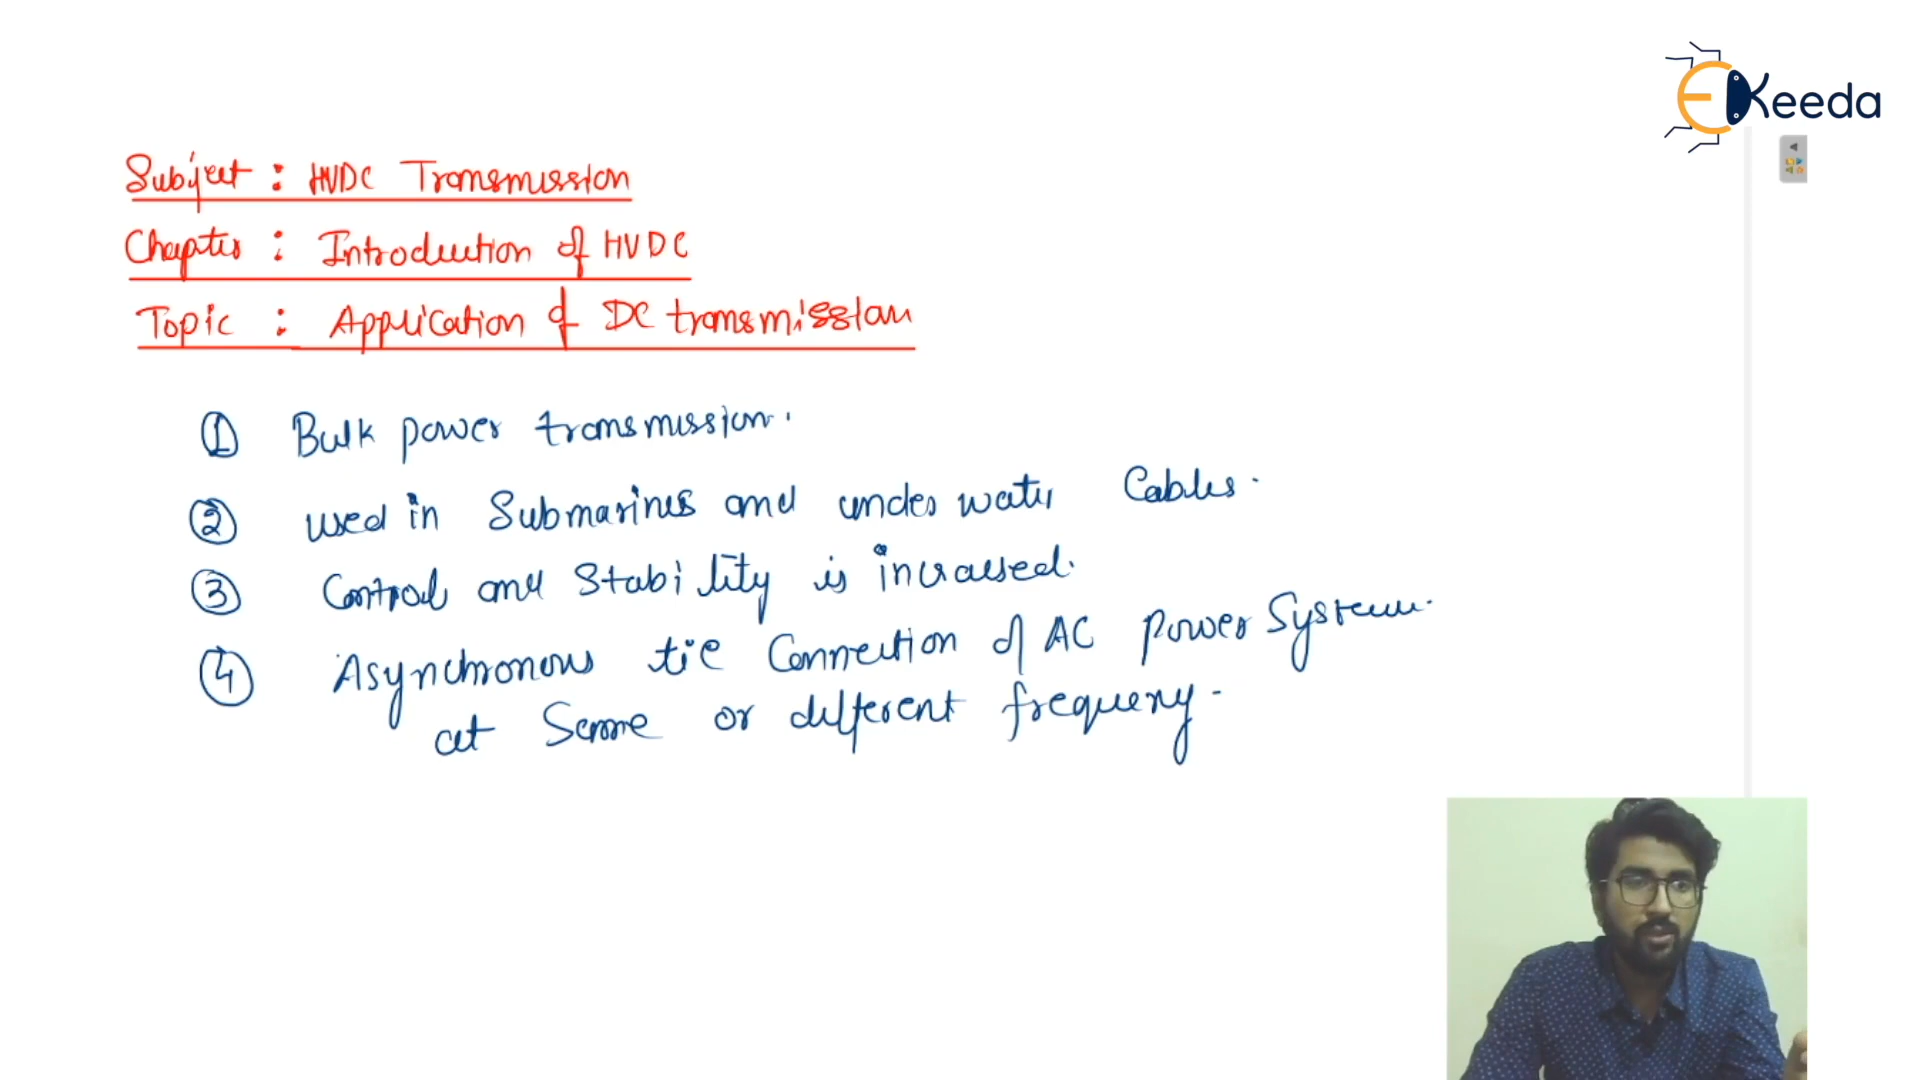 EKeeda
Subject : HVDC Transmission
Chapter : Introduction of HVDC
Topic : Application of DC transmission
① Bulk power transmission.
② used in Submarines and under water Cables.
③ Control and Stability is increased.
④ Asynchronous tie Connection of AC power System
at Same or different frequency.